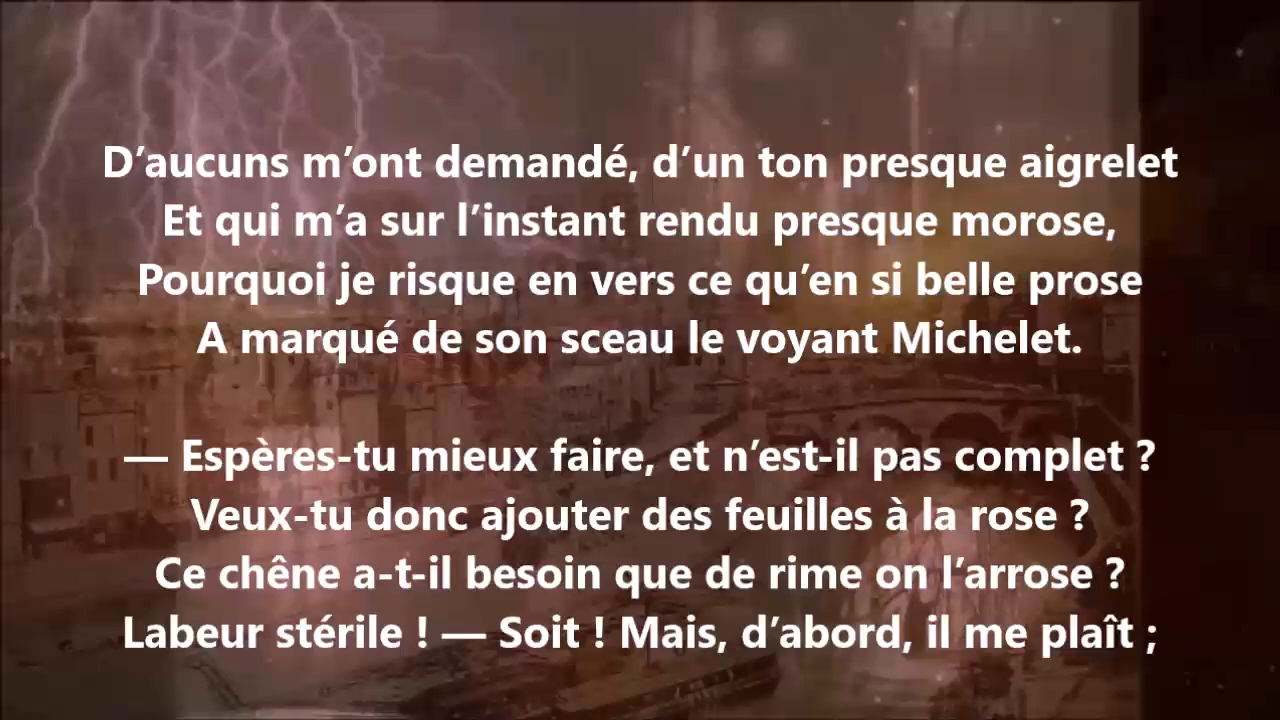 D’aucuns m’ont demandé, d’un ton presque aigrelet
Et qui m’a sur l’instant rendu presque morose,
Pourquoi je risque en vers ce qu’en si belle prose
A marqué de son sceau le voyant Michelet.
— Espères-tu mieux faire, et n’est-il pas complet ?
Veux-tu donc ajouter des feuilles à la rose ?
Ce chêne a-t-il besoin que de rime on l’arrose ?
Labeur stérile ! — Soit ! Mais, d’abord, il me plaît ;